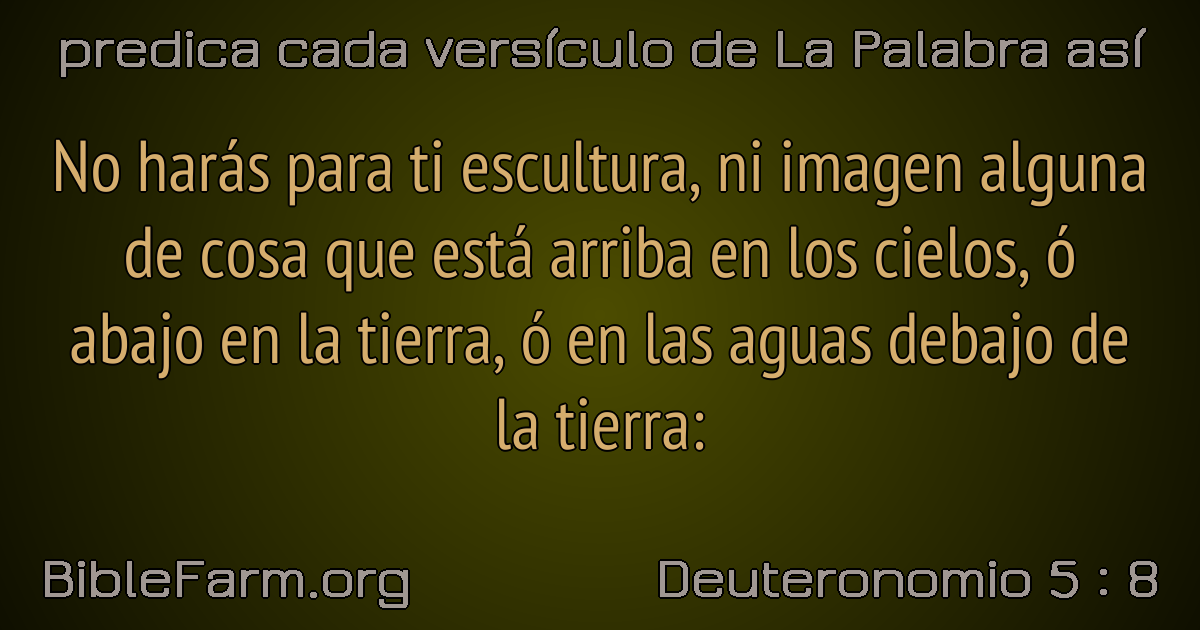 predica cada versículo de La Palabra así
No harás para ti escultura, ni imagen alguna
de cosa que está arriba en los cielos, ó
abajo en la tierra, ó en las aguas debajo de
la tierra:
BibleFarm.org
Deuteronomio 5 : 8